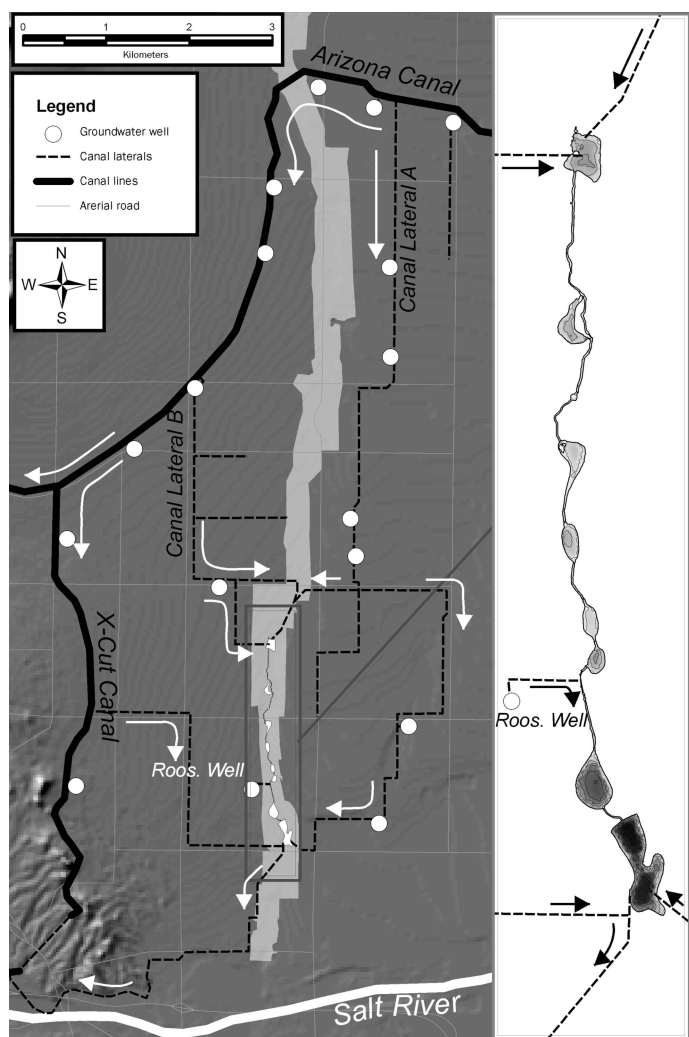 0 1 2 3
Kilometers
Arizona Canal
Legend
Groundwater well
Canal laterals
Canal lines
Arerial road
N
W E
S
Canal Lateral A
Canal Lateral B
X-Cut Canal
Roos. Well
Roos. Well
Salt River